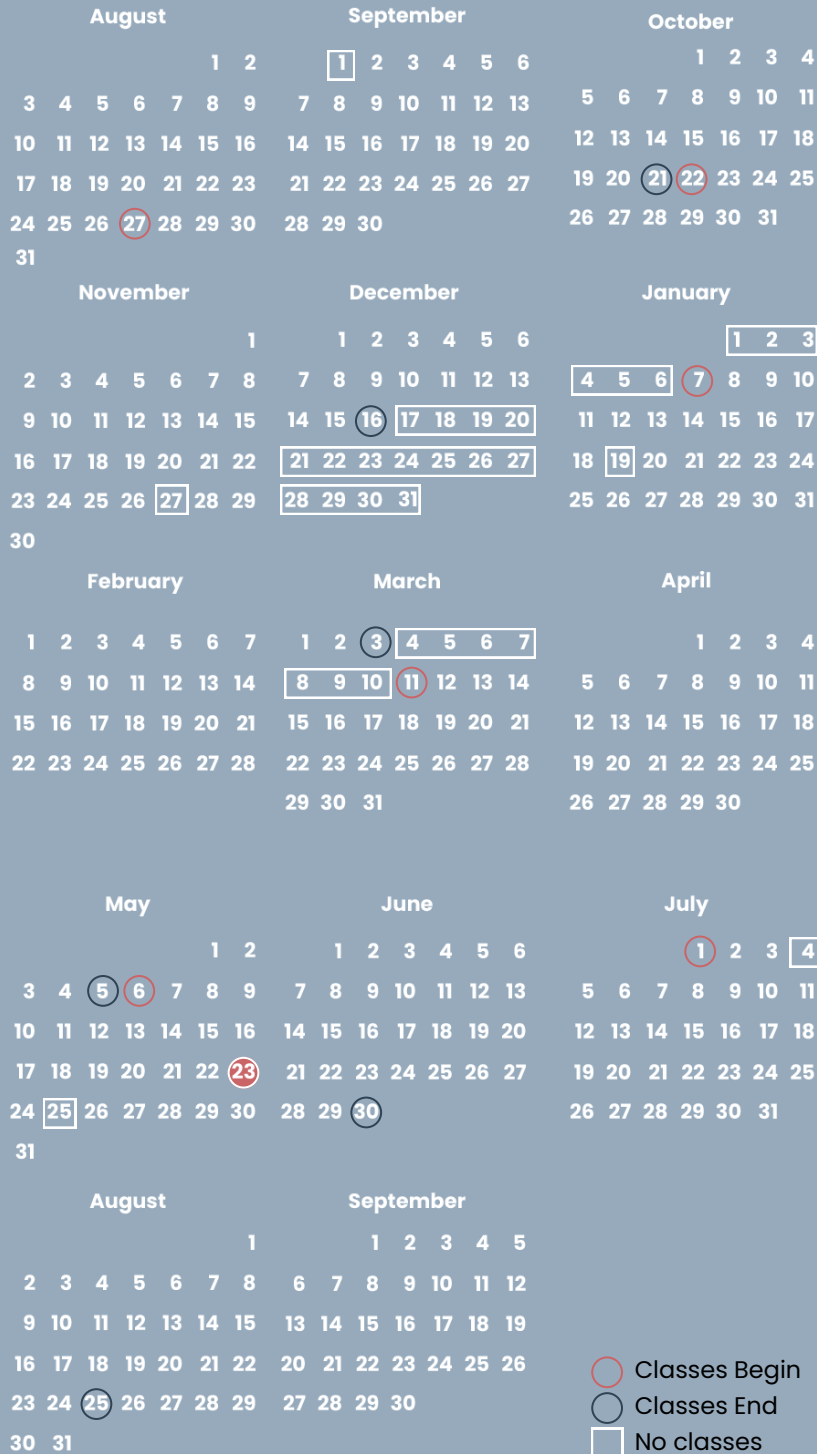 August September October
1 2 1 2 3 4 5 6 1 2 3 4
3 4 5 6 7 8 9 7 8 9 10 11 12 13 5 6 7 8 9 10 11
10 11 12 13 14 15 16 14 15 16 17 18 19 20 12 13 14 15 16 17 18
17 18 19 20 21 22 23 21 22 23 24 25 26 27 19 20 21 22 23 24 25
24 25 26 27 28 29 30 28 29 30 26 27 28 29 30 31
31
November December January
1 1 2 3 4 5 6 1 2 3
2 3 4 5 6 7 8 7 8 9 10 11 12 13 4 5 6 7 8 9 10
9 10 11 12 13 14 15 14 15 16 17 18 19 20 11 12 13 14 15 16 17
16 17 18 19 20 21 22 21 22 23 24 25 26 27 18 19 20 21 22 23 24
23 24 25 26 27 28 29 28 29 30 31 25 26 27 28 29 30 31
30
February March April
1 2 3 4 5 6 7 1 2 3 4 5 6 7 1 2 3 4
8 9 10 11 12 13 14 8 9 10 11 12 13 14 5 6 7 8 9 10 11
15 16 17 18 19 20 21 15 16 17 18 19 20 21 12 13 14 15 16 17 18
22 23 24 25 26 27 28 22 23 24 25 26 27 28 19 20 21 22 23 24 25
29 30 31 26 27 28 29 30
May June July
1 2 1 2 3 4 5 6 1 2 3 4
3 4 5 6 7 8 9 7 8 9 10 11 12 13 5 6 7 8 9 10 11
10 11 12 13 14 15 16 14 15 16 17 18 19 20 12 13 14 15 16 17 18
17 18 19 20 21 22 23 21 22 23 24 25 26 27 19 20 21 22 23 24 25
24 25 26 27 28 29 30 28 29 30 26 27 28 29 30 31
31
August September
1 1 2 3 4 5
2 3 4 5 6 7 8 6 7 8 9 10 11 12
9 10 11 12 13 14 15 13 14 15 16 17 18 19
16 17 18 19 20 21 22 20 21 22 23 24 25 26
23 24 25 26 27 28 29 27 28 29 30
30 31
Classes Begin
Classes End
No classes